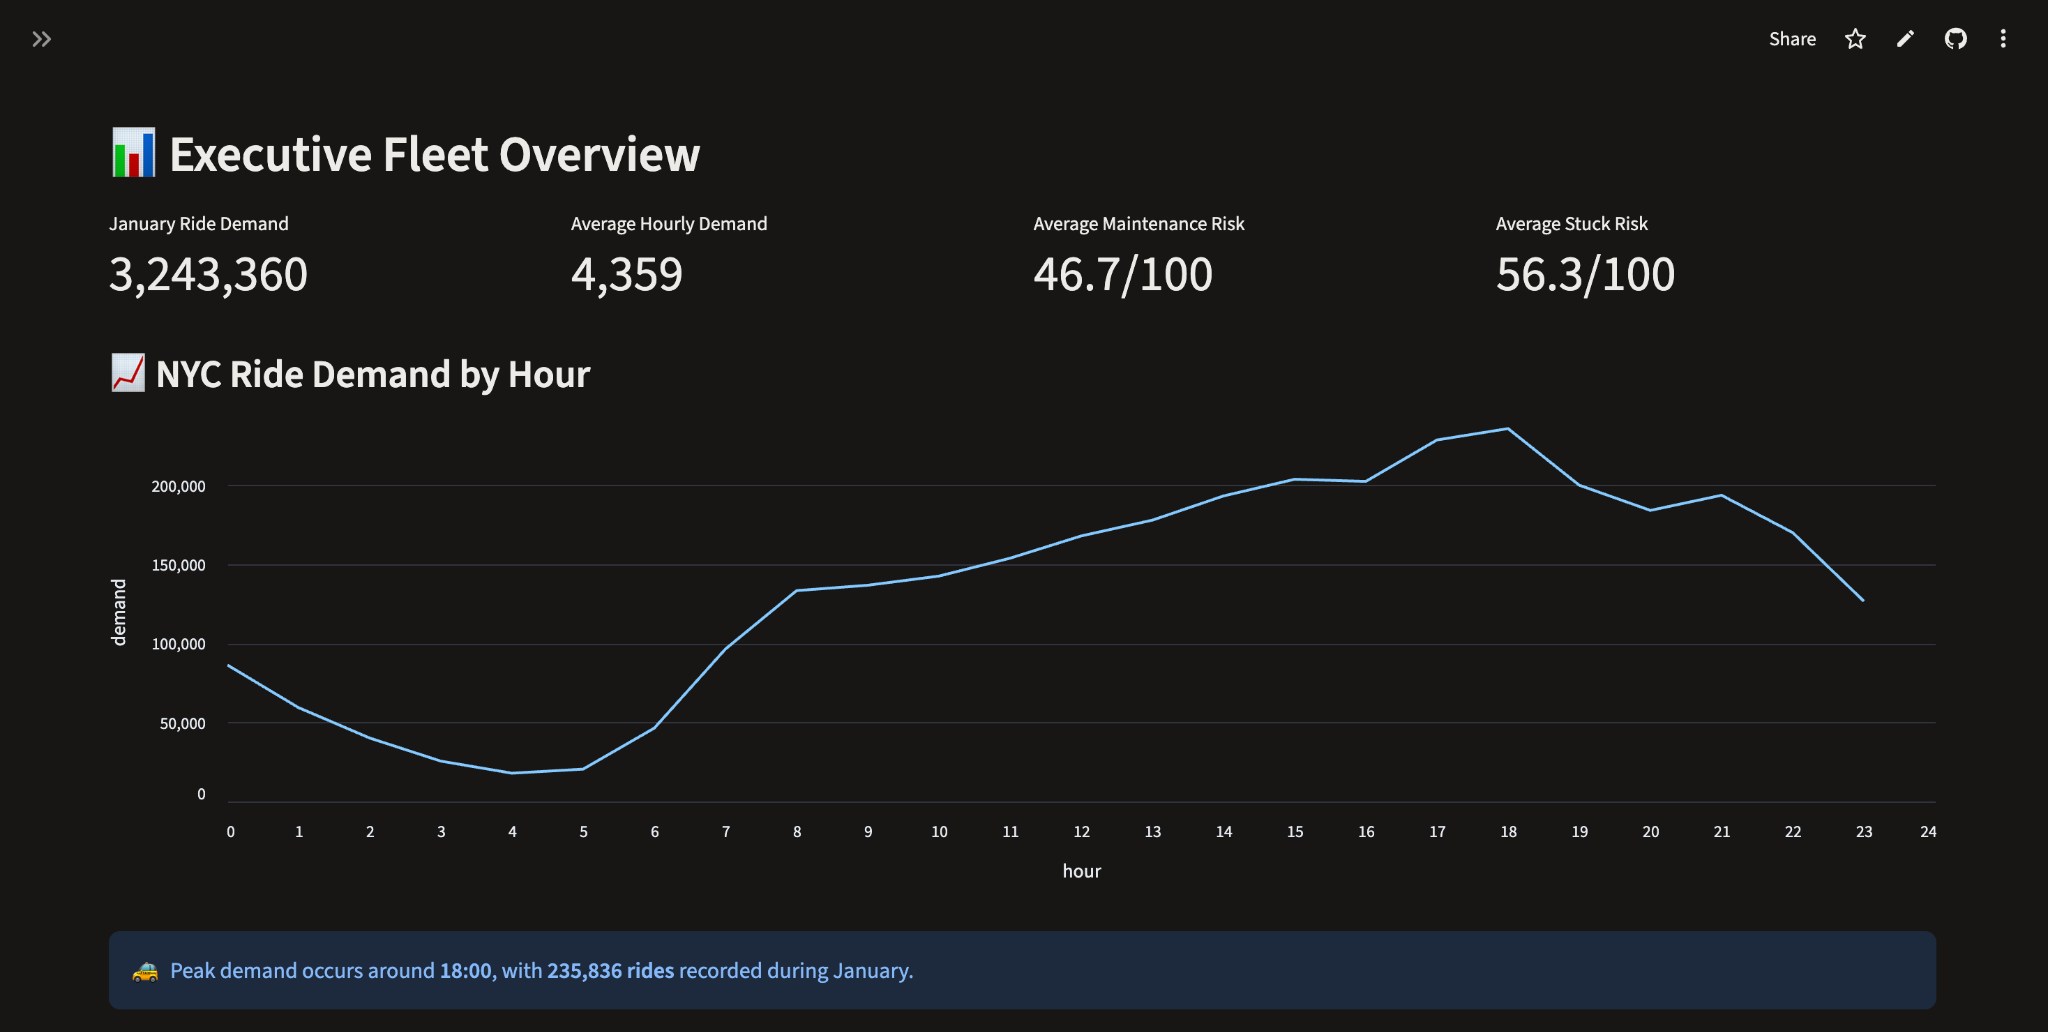 Share
Executive Fleet Overview
January Ride Demand
3,243,360
Average Hourly Demand
4,359
Average Maintenance Risk
46.7/100
Average Stuck Risk
56.3/100
NYC Ride Demand by Hour
200,000
150,000
100,000
50,000
0
demand
0 1 2 3 4 5 6 7 8 9 10 11 12 13 14 15 16 17 18 19 20 21 22 23 24
hour
Peak demand occurs around 18:00, with 235,836 rides recorded during January.